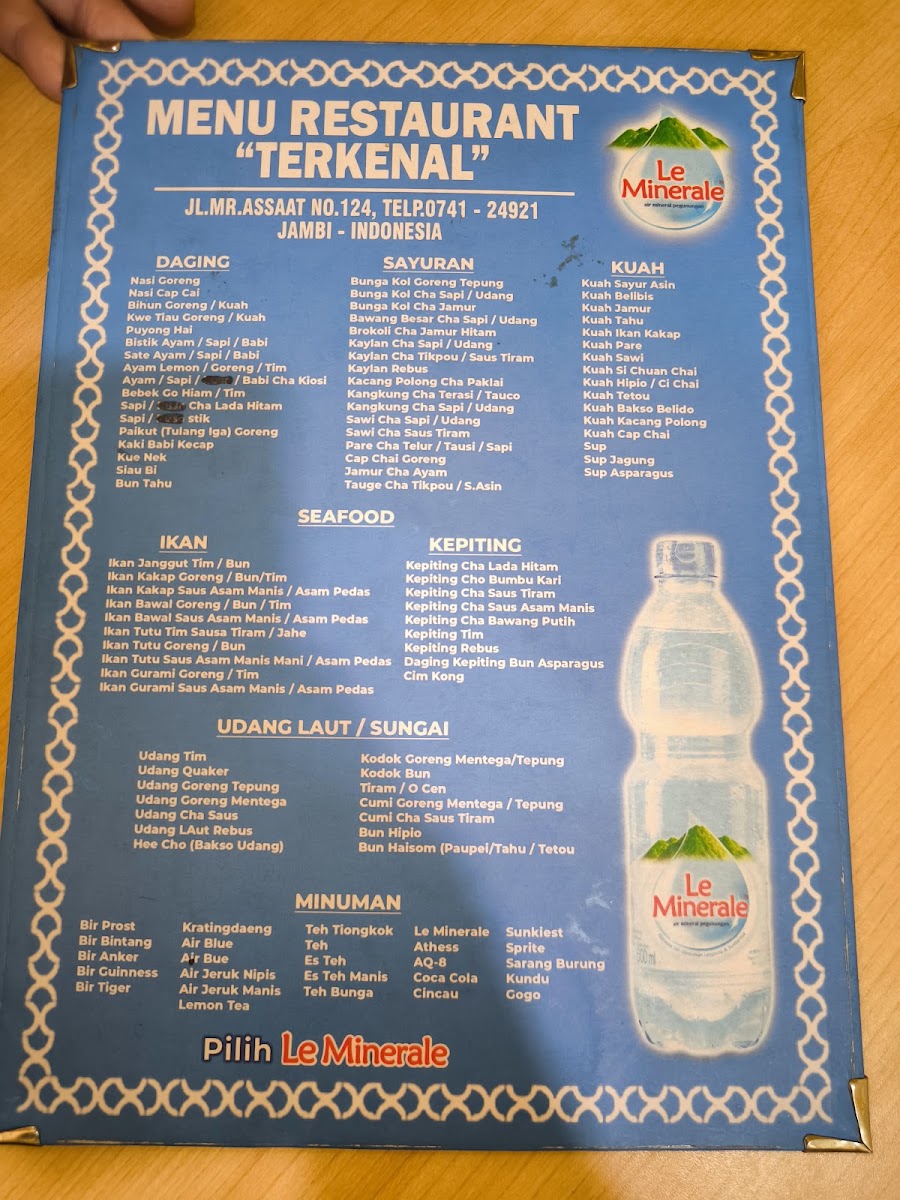 MENU RESTAURANT
"TERKENAL"
JL.MR.ASSAAT NO.124, TELP.0741 - 24921
JAMBI - INDONESIA
Le
Minerale
air mineral pegunungan
DAGING
Nasi Goreng
Nasi Cap Cai
Bihun Goreng / Kuah
Kwe Tiau Goreng / Kuah
Puyong Hai
Bistik Ayam / Sapi / Babi
Sate Ayam / Sapi / Babi
Ayam Lemon / Goreng / Tim
Ayam / Sapi / / Babi Cha Kiosi
Bebek Go Hiam / Tim
Sapi / Cha Lada Hitam
Sapi / stik
Paikut (Tulang Iga) Goreng
Kaki Babi Kecap
Kue Nek
Siau Bi
Bun Tahu
SAYURAN
Bunga Kol Goreng Tepung
Bunga Kol Cha Sapi / Udang
Bunga Kol Cha Jamur
Bawang Besar Cha Sapi / Udang
Brokoli Cha Jamur Hitam
Kaylan Cha Sapi / Udang
Kaylan Cha Tikpou / Saus Tiram
Kaylan Rebus
Kacang Polong Cha Paklai
Kangkung Cha Terasi / Tauco
Kangkung Cha Sapi / Udang
Sawi Cha Sapi / Udang
Sawi Cha Saus Tiram
Pare Cha Telur / Tausi / Sapi
Cap Chai Goreng
Jamur Cha Ayam
Tauge Cha Tikpou / S.Asin
KUAH
Kuah Sayur Asin
Kuah Belibis
Kuah Jamur
Kuah Tahu
Kuah Ikan Kakap
Kuah Pare
Kuah Sawi
Kuah Si Chuan Chai
Kuah Hipio / Ci Chai
Kuah Tetou
Kuah Bakso Belido
Kuah Kacang Polong
Kuah Cap Chai
Sup
Sup Jagung
Sup Asparagus
SEAFOOD
IKAN
Ikan Janggut Tim / Bun
Ikan Kakap Goreng / Bun/Tim
Ikan Kakap Saus Asam Manis / Asam Pedas
Ikan Bawal Goreng / Bun / Tim
Ikan Bawal Saus Asam Manis / Asam Pedas
Ikan Tutu Tim Sausa Tiram / Jahe
Ikan Tutu Goreng / Bun
Ikan Tutu Saus Asam Manis Mani / Asam Pedas
Ikan Gurami Goreng / Tim
Ikan Gurami Saus Asam Manis / Asam Pedas
KEPITING
Kepiting Cha Lada Hitam
Kepiting Cho Bumbu Kari
Kepiting Cha Saus Tiram
Kepiting Cha Saus Asam Manis
Kepiting Cha Bawang Putih
Kepiting Tim
Kepiting Rebus
Daging Kepiting Bun Asparagus
Cim Kong
UDANG LAUT / SUNGAI
Udang Tim
Udang Quaker
Udang Goreng Tepung
Udang Goreng Mentega
Udang Cha Saus
Udang LAut Rebus
Hee Cho (Bakso Udang)
Kodok Goreng Mentega/Tepung
Kodok Bun
Tiram / O Cen
Cumi Goreng Mentega / Tepung
Cumi Cha Saus Tiram
Bun Hipio
Bun Haisom (Paupei/Tahu / Tetou
MINUMAN
Bir Prost
Bir Bintang
Bir Anker
Bir Guinness
Bir Tiger
Kratingdaeng
Air Blue
Air Bue
Air Jeruk Nipis
Air Jeruk Manis
Lemon Tea
Teh Tiongkok
Teh
Es Teh
Es Teh Manis
Teh Bunga
Le Minerale
Athess
AQ-8
Coca Cola
Cincau
Sunkiest
Sprite
Sarang Burung
Kundu
Gogo
Le
Minerale
air mineral pegunungan
Pilih Le Minerale